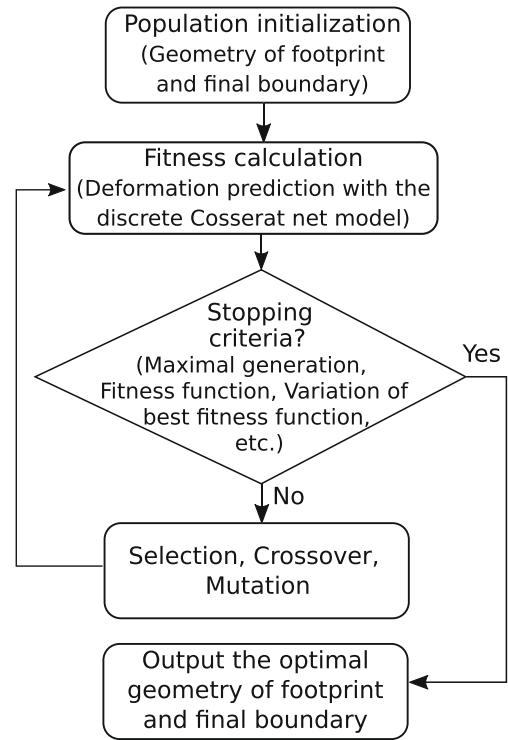 Population initialization
(Geometry of footprint
and final boundary)
Fitness calculation
(Deformation prediction with the
discrete Cosserat net model)
Stopping
criteria?
(Maximal generation,
Fitness function, Variation of
best fitness function,
etc.)
Yes
No
Selection, Crossover,
Mutation
Output the optimal
geometry of footprint
and final boundary